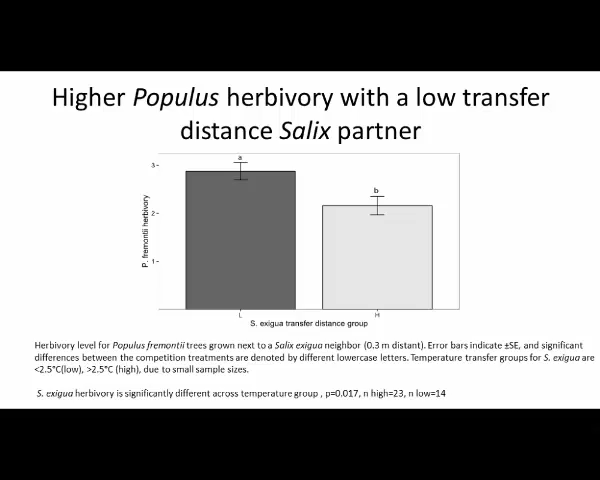 Higher Populus herbivory with a low transfer
distance Salix partner
a
b
3
2
1
P. fremontii herbivory
L
H
S. exigua transfer distance group
Herbivory level for Populus fremontii trees grown next to a Salix exigua neighbor (0.3 m distant). Error bars indicate ±SE, and significant
differences between the competition treatments are denoted by different lowercase letters. Temperature transfer groups for S. exigua are
<2.5°C(low), >2.5°C (high), due to small sample sizes.
S. exigua herbivory is significantly different across temperature group , p=0.017, n high=23, n low=14